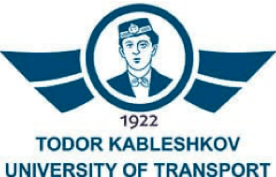 1922
TODOR KABLESHKOV
UNIVERSITY OF TRANSPORT